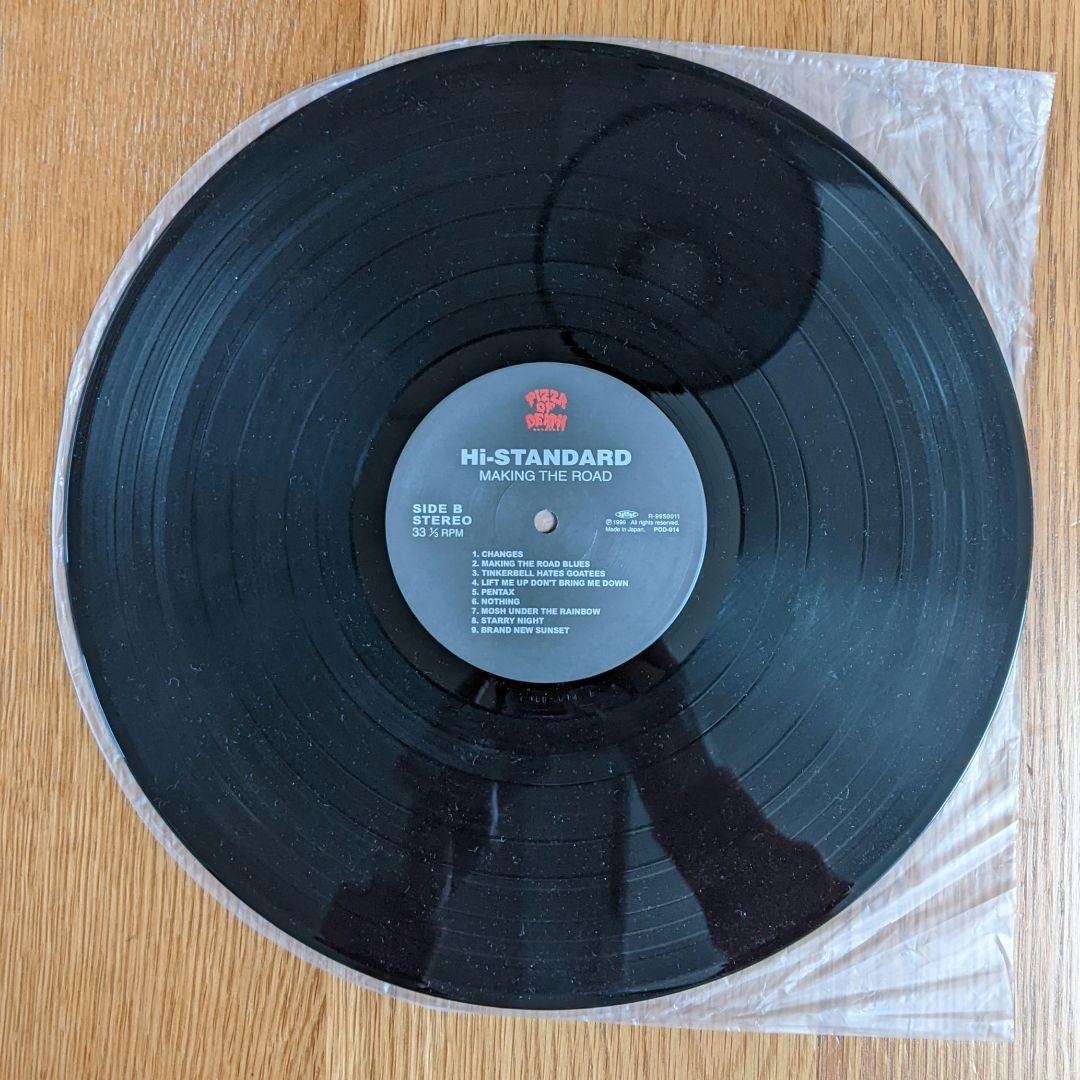 PIZZA
OF
DEATH
RECORDS
Hi-STANDARD
MAKING THE ROAD
SIDE B
STEREO
33 ⅓ RPM
R-9950011
℗ 1999 All rights reserved.
Made in Japan. POD-014
1. CHANGES
2. MAKING THE ROAD BLUES
3. TINKERBELL HATES GOATEES
4. LIFT ME UP DON'T BRING ME DOWN
5. PENTAX
6. NOTHING
7. MOSH UNDER THE RAINBOW
8. STARRY NIGHT
9. BRAND NEW SUNSET